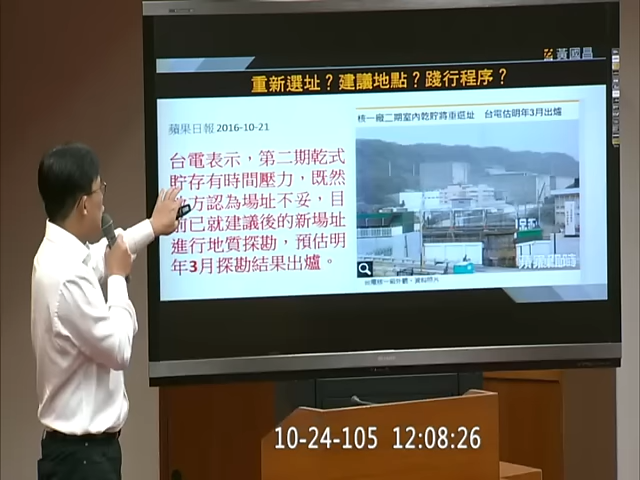 黃國昌
重新選址？建議地點？踐行程序？
蘋果日報 2016-10-21
核一廠二期室內乾貯將重選址 台電估明年3月出爐
台電表示，第二期乾式
貯存有時間壓力，既然
方認為場址不妥，目
已就建議後的新場址
進行地質探勘，預估明
年3月探勘結果出爐。
蘋果即時
10-24-105 12:08:26